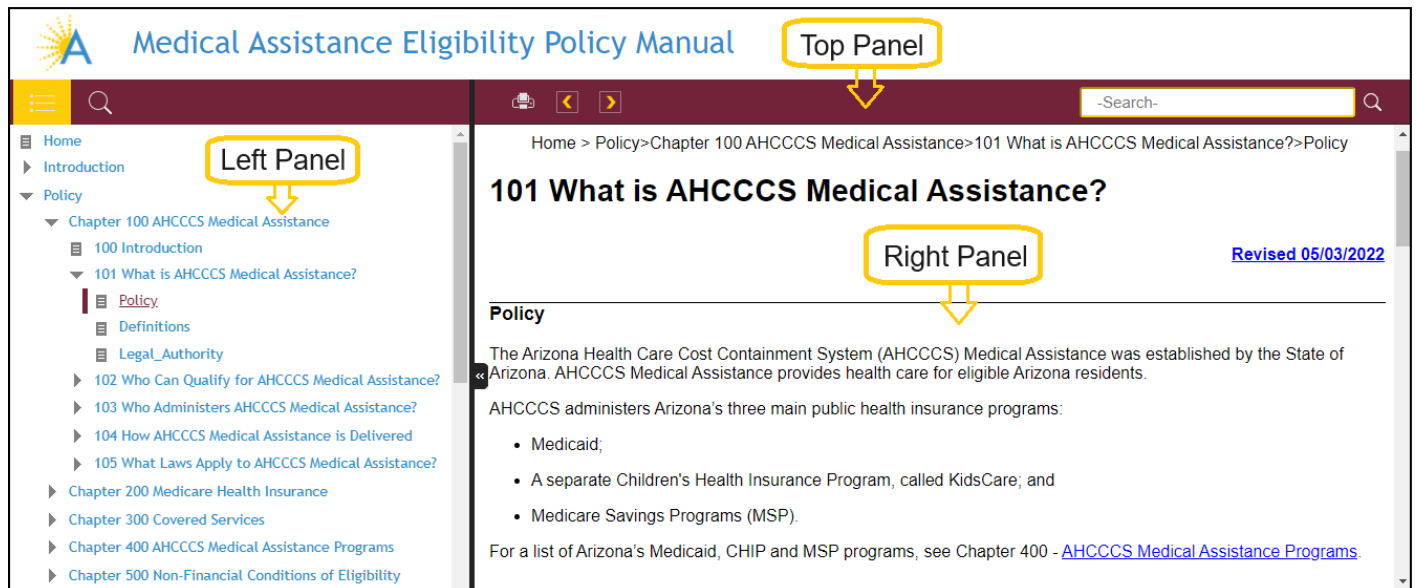 Medical Assistance Eligibility Policy Manual
Top Panel
-Search-
Home
Introduction
Policy
Chapter 100 AHCCCS Medical Assistance
100 Introduction
101 What is AHCCCS Medical Assistance?
Policy
Definitions
Legal_Authority
102 Who Can Qualify for AHCCCS Medical Assistance?
103 Who Administers AHCCCS Medical Assistance?
104 How AHCCCS Medical Assistance is Delivered
105 What Laws Apply to AHCCCS Medical Assistance?
Chapter 200 Medicare Health Insurance
Chapter 300 Covered Services
Chapter 400 AHCCCS Medical Assistance Programs
Chapter 500 Non-Financial Conditions of Eligibility
Left Panel
«
Home > Policy>Chapter 100 AHCCCS Medical Assistance>101 What is AHCCCS Medical Assistance?>Policy
101 What is AHCCCS Medical Assistance?
Right Panel
Revised 05/03/2022
Policy
The Arizona Health Care Cost Containment System (AHCCCS) Medical Assistance was established by the State of
Arizona. AHCCCS Medical Assistance provides health care for eligible Arizona residents.
AHCCCS administers Arizona’s three main public health insurance programs:
• Medicaid;
• A separate Children's Health Insurance Program, called KidsCare; and
• Medicare Savings Programs (MSP).
For a list of Arizona’s Medicaid, CHIP and MSP programs, see Chapter 400 - AHCCCS Medical Assistance Programs.